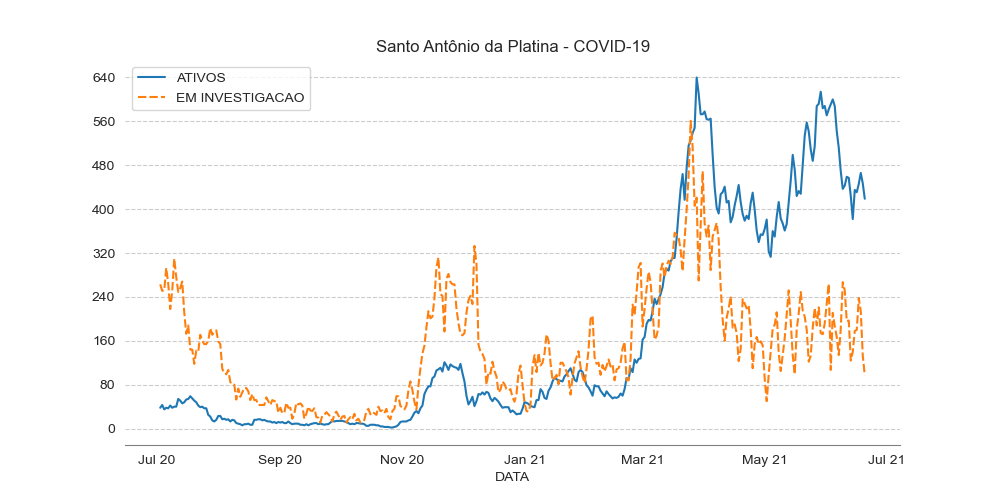 Santo Antônio da Platina - COVID-19
ATIVOS
EM INVESTIGACAO
640
560
480
400
320
240
160
80
0
Jul 20 Sep 20 Nov 20 Jan 21 Mar 21 May 21 Jul 21
DATA